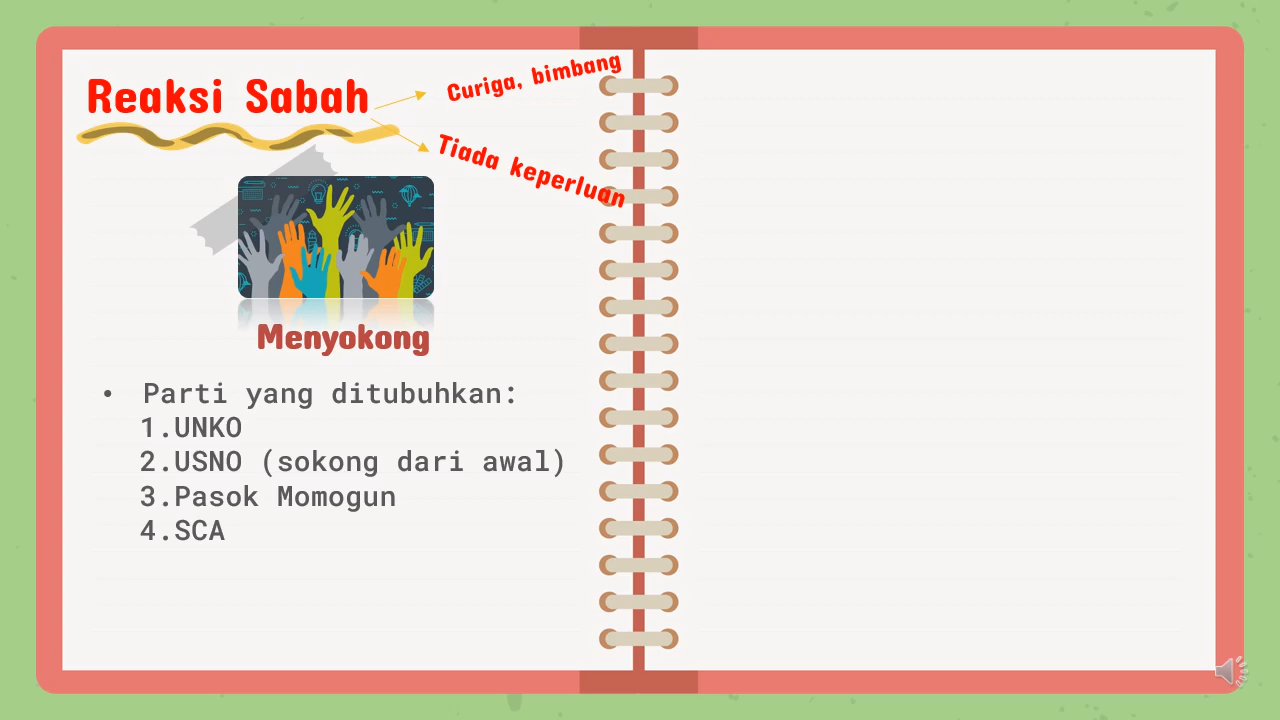 Reaksi Sabah
Curiga, bimbang
Tiada keperluan
Menyokong
• Parti yang ditubuhkan:
1.UNKO
2.USNO (sokong dari awal)
3.Pasok Momogun
4.SCA